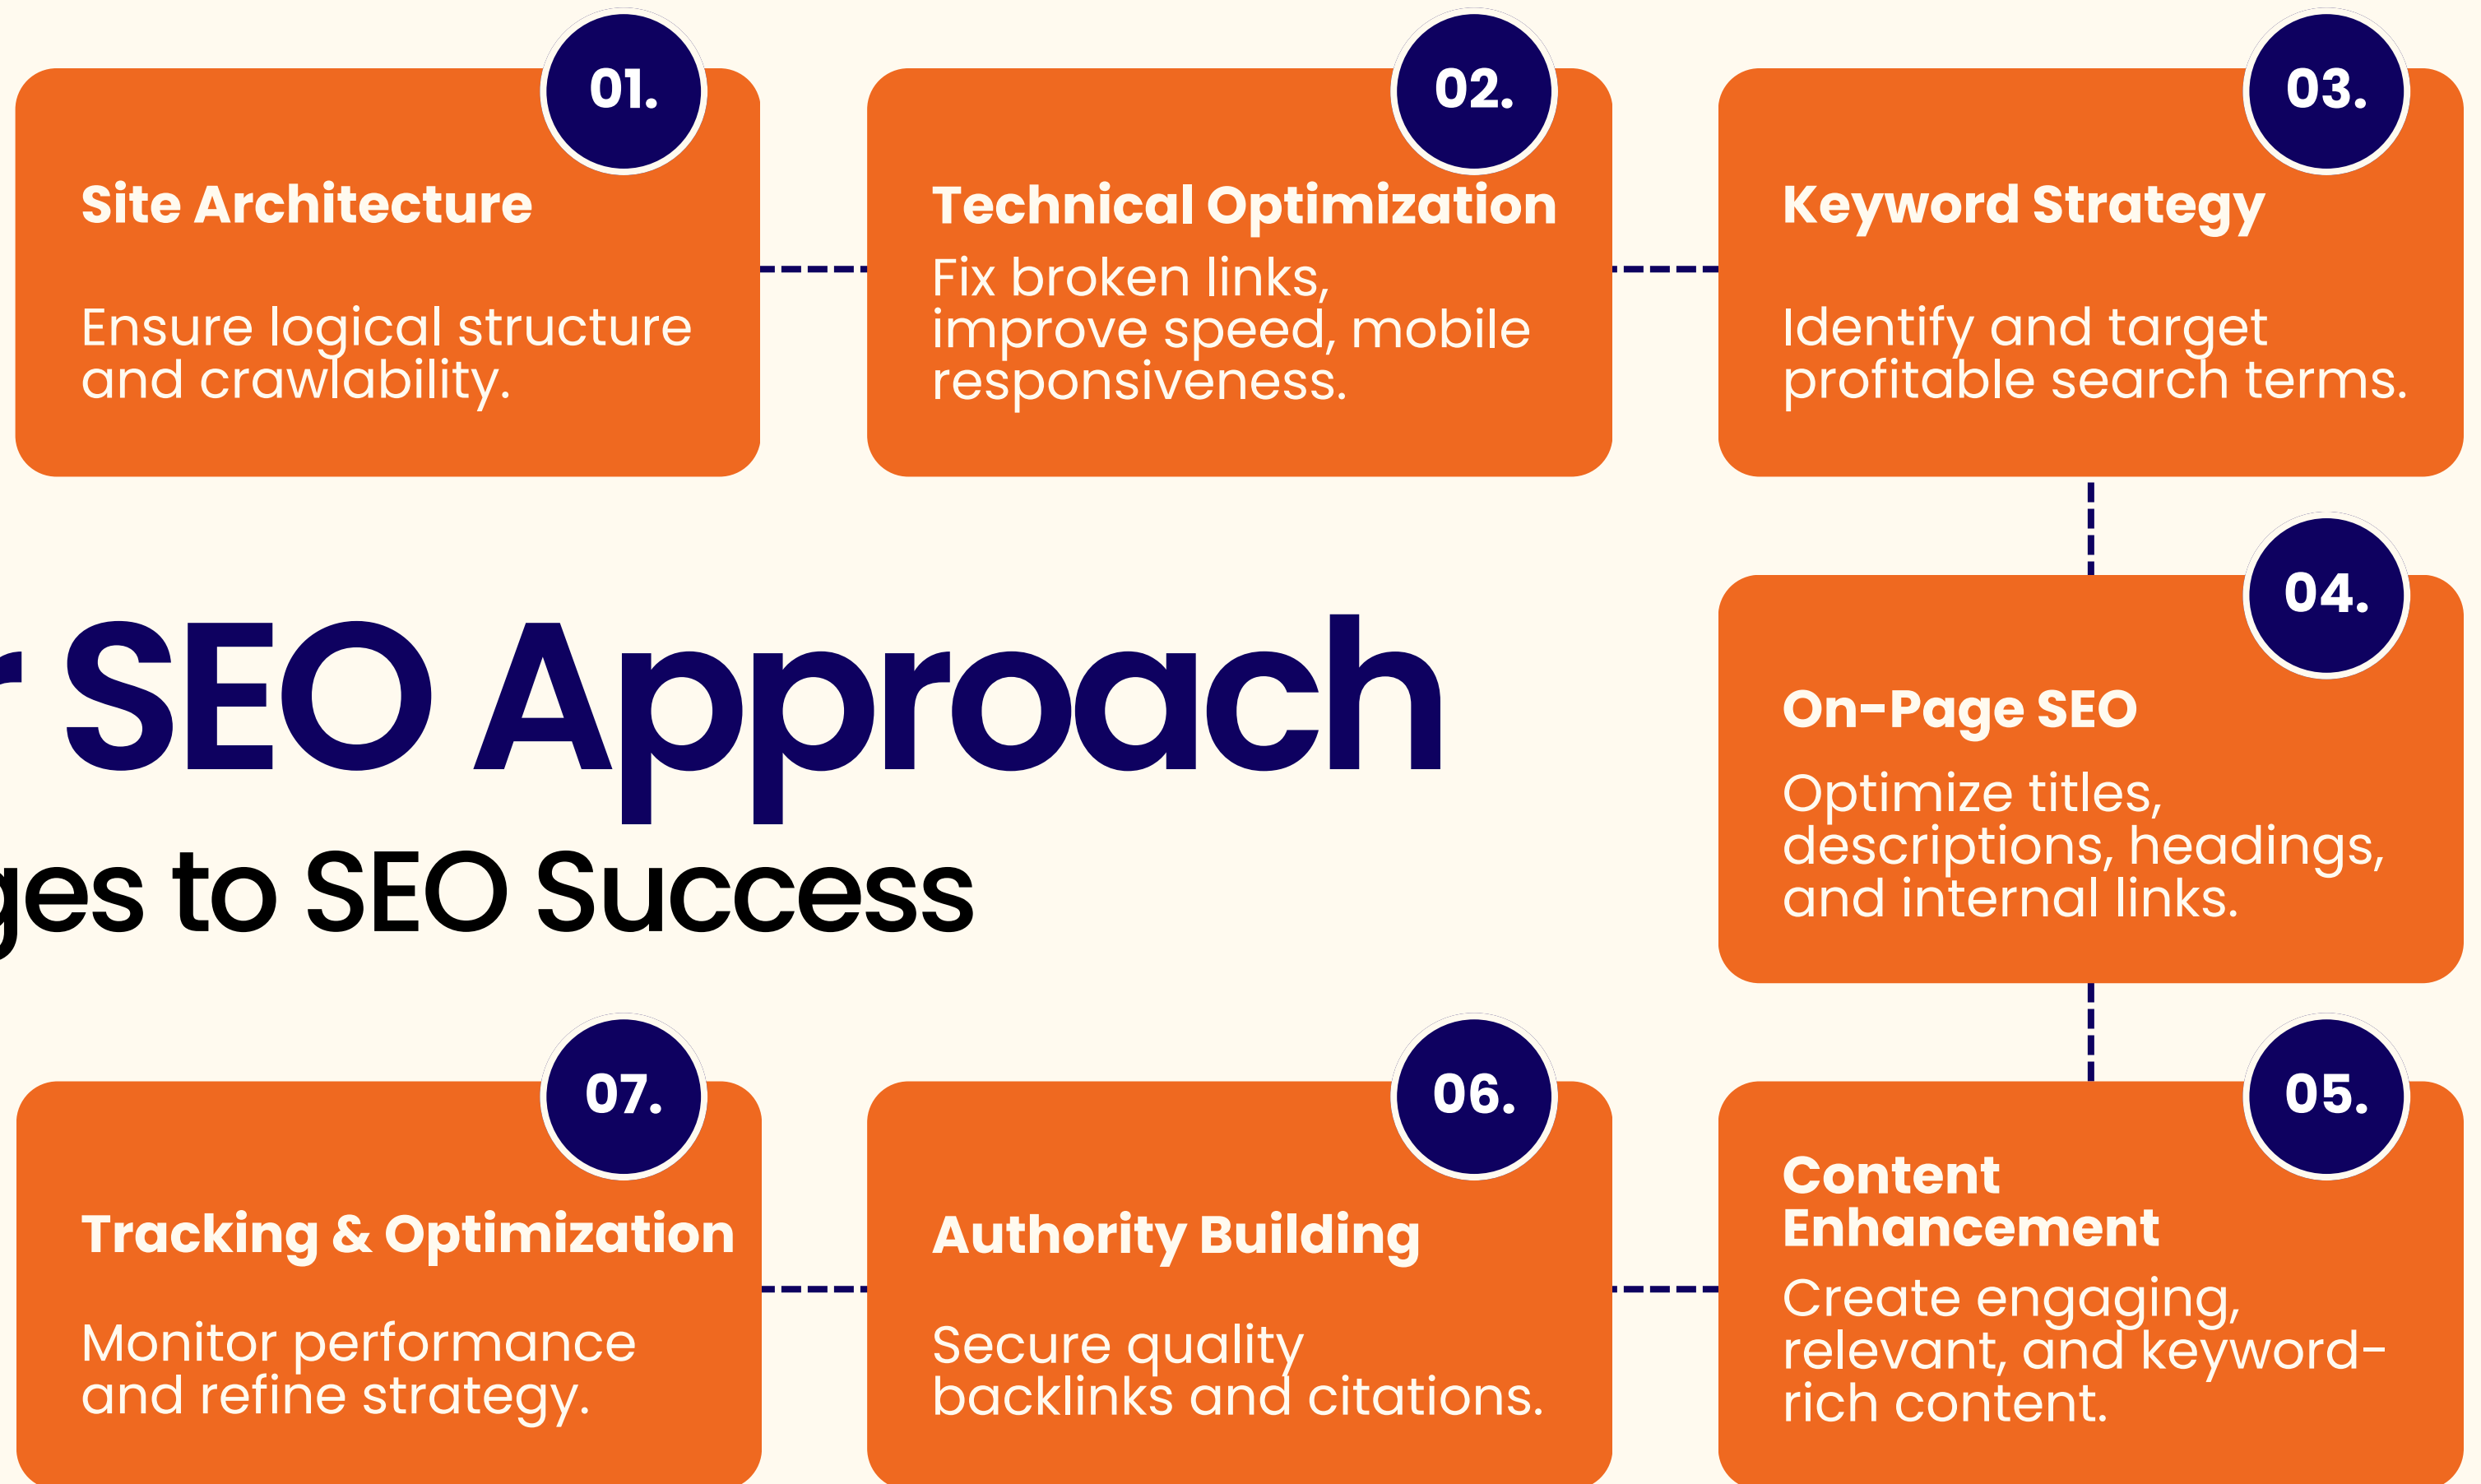 01.
Site Architecture
Ensure logical structure
and crawlability.
02.
Technical Optimization
Fix broken links,
improve speed, mobile
responsiveness.
03.
Keyword Strategy
Identify and target
profitable search terms.
SEO Approach
to SEO Success
04.
On-Page SEO
Optimize titles,
descriptions, headings,
and internal links.
05.
Content
Enhancement
Create engaging,
relevant, and keyword-
rich content.
06.
Authority Building
Secure quality
backlinks and citations.
07.
Tracking & Optimization
Monitor performance
and refine strategy.